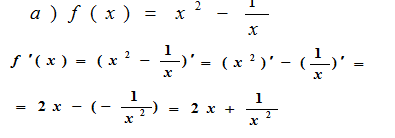 a) f(x) = x² - 1/x
f'(x) = (x² - 1/x)' = (x²)' - (1/x)' =
= 2x - (- 1/x²) = 2x + 1/x²